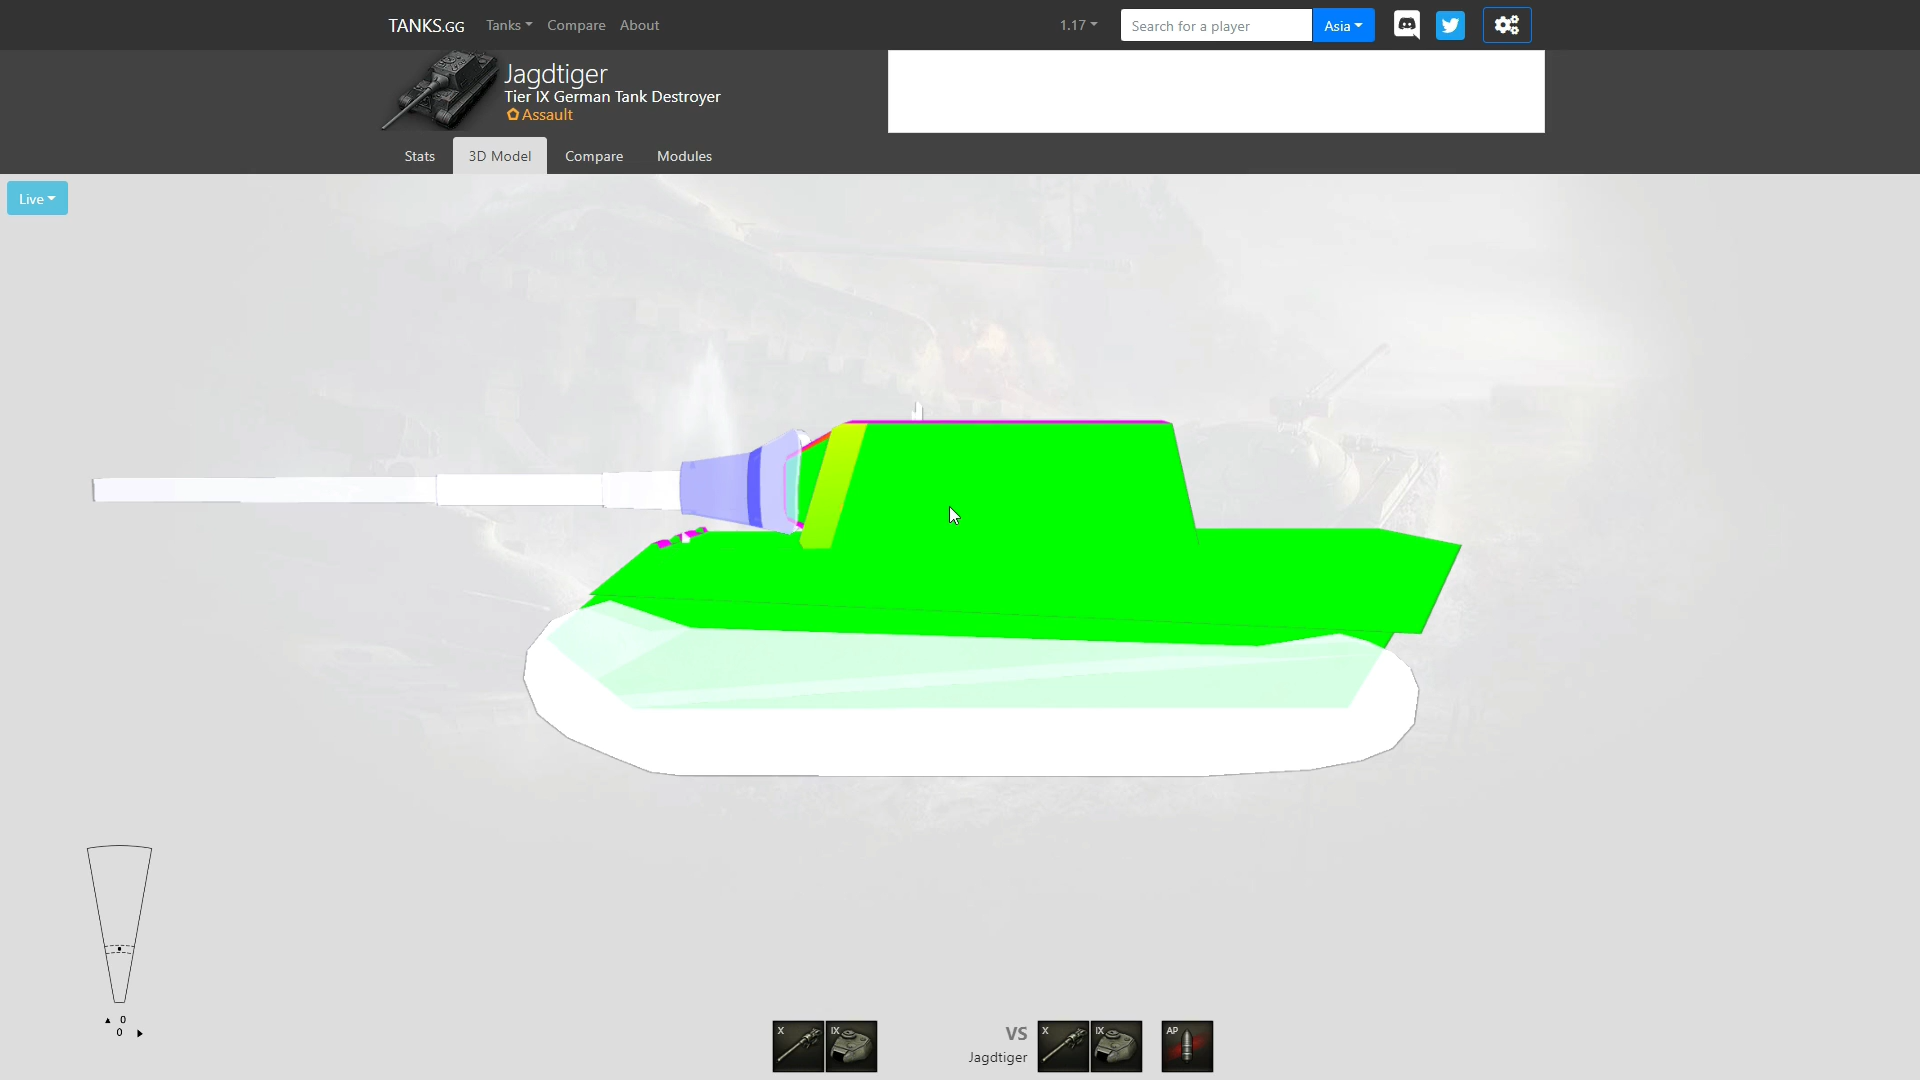 TANKS.GG Tanks Compare About 1.17 Search for a player Asia
Jagdtiger
Tier IX German Tank Destroyer
Assault
Stats 3D Model Compare Modules
Live
0
0
X IX VS X IX AP
Jagdtiger